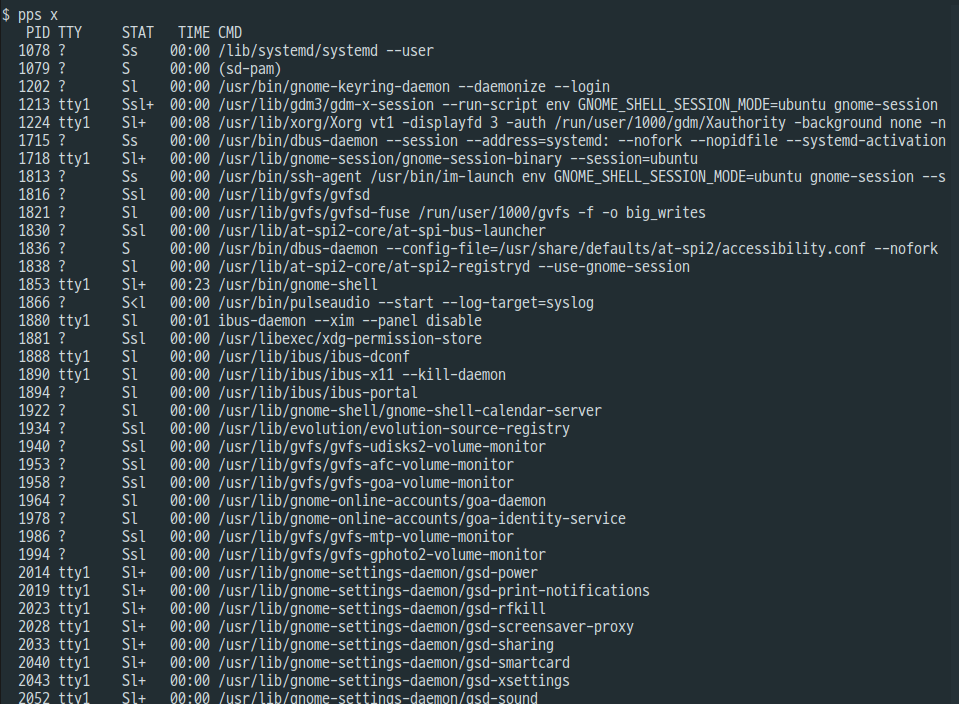 $ pps x
PID TTY STAT TIME CMD
1078 ? Ss 00:00 /lib/systemd/systemd --user
1079 ? S 00:00 (sd-pam)
1202 ? Sl 00:00 /usr/bin/gnome-keyring-daemon --daemonize --login
1213 tty1 Ssl+ 00:00 /usr/lib/gdm3/gdm-x-session --run-script env GNOME_SHELL_SESSION_MODE=ubuntu gnome-session
1224 tty1 Sl+ 00:08 /usr/lib/xorg/Xorg vt1 -displayfd 3 -auth /run/user/1000/gdm/Xauthority -background none -n
1715 ? Ss 00:00 /usr/bin/dbus-daemon --session --address=systemd: --nofork --nopidfile --systemd-activation
1718 tty1 Sl+ 00:00 /usr/lib/gnome-session/gnome-session-binary --session=ubuntu
1813 ? Ss 00:00 /usr/bin/ssh-agent /usr/bin/im-launch env GNOME_SHELL_SESSION_MODE=ubuntu gnome-session --s
1816 ? Ssl 00:00 /usr/lib/gvfs/gvfsd
1821 ? Sl 00:00 /usr/lib/gvfs/gvfsd-fuse /run/user/1000/gvfs -f -o big_writes
1830 ? Ssl 00:00 /usr/lib/at-spi2-core/at-spi-bus-launcher
1836 ? S 00:00 /usr/bin/dbus-daemon --config-file=/usr/share/defaults/at-spi2/accessibility.conf --nofork
1838 ? Sl 00:00 /usr/lib/at-spi2-core/at-spi2-registryd --use-gnome-session
1853 tty1 Sl+ 00:23 /usr/bin/gnome-shell
1866 ? S<l 00:00 /usr/bin/pulseaudio --start --log-target=syslog
1880 tty1 Sl 00:01 ibus-daemon --xim --panel disable
1881 ? Ssl 00:00 /usr/libexec/xdg-permission-store
1888 tty1 Sl 00:00 /usr/lib/ibus/ibus-dconf
1890 tty1 Sl 00:00 /usr/lib/ibus/ibus-x11 --kill-daemon
1894 ? Sl 00:00 /usr/lib/ibus/ibus-portal
1922 ? Sl 00:00 /usr/lib/gnome-shell/gnome-shell-calendar-server
1934 ? Ssl 00:00 /usr/lib/evolution/evolution-source-registry
1940 ? Ssl 00:00 /usr/lib/gvfs/gvfs-udisks2-volume-monitor
1953 ? Ssl 00:00 /usr/lib/gvfs/gvfs-afc-volume-monitor
1958 ? Ssl 00:00 /usr/lib/gvfs/gvfs-goa-volume-monitor
1964 ? Sl 00:00 /usr/lib/gnome-online-accounts/goa-daemon
1978 ? Sl 00:00 /usr/lib/gnome-online-accounts/goa-identity-service
1986 ? Ssl 00:00 /usr/lib/gvfs/gvfs-mtp-volume-monitor
1994 ? Ssl 00:00 /usr/lib/gvfs/gvfs-gphoto2-volume-monitor
2014 tty1 Sl+ 00:00 /usr/lib/gnome-settings-daemon/gsd-power
2019 tty1 Sl+ 00:00 /usr/lib/gnome-settings-daemon/gsd-print-notifications
2023 tty1 Sl+ 00:00 /usr/lib/gnome-settings-daemon/gsd-rfkill
2028 tty1 Sl+ 00:00 /usr/lib/gnome-settings-daemon/gsd-screensaver-proxy
2033 tty1 Sl+ 00:00 /usr/lib/gnome-settings-daemon/gsd-sharing
2040 tty1 Sl+ 00:00 /usr/lib/gnome-settings-daemon/gsd-smartcard
2043 tty1 Sl+ 00:00 /usr/lib/gnome-settings-daemon/gsd-xsettings
2052 tty1 Sl+ 00:00 /usr/lib/gnome-settings-daemon/gsd-sound